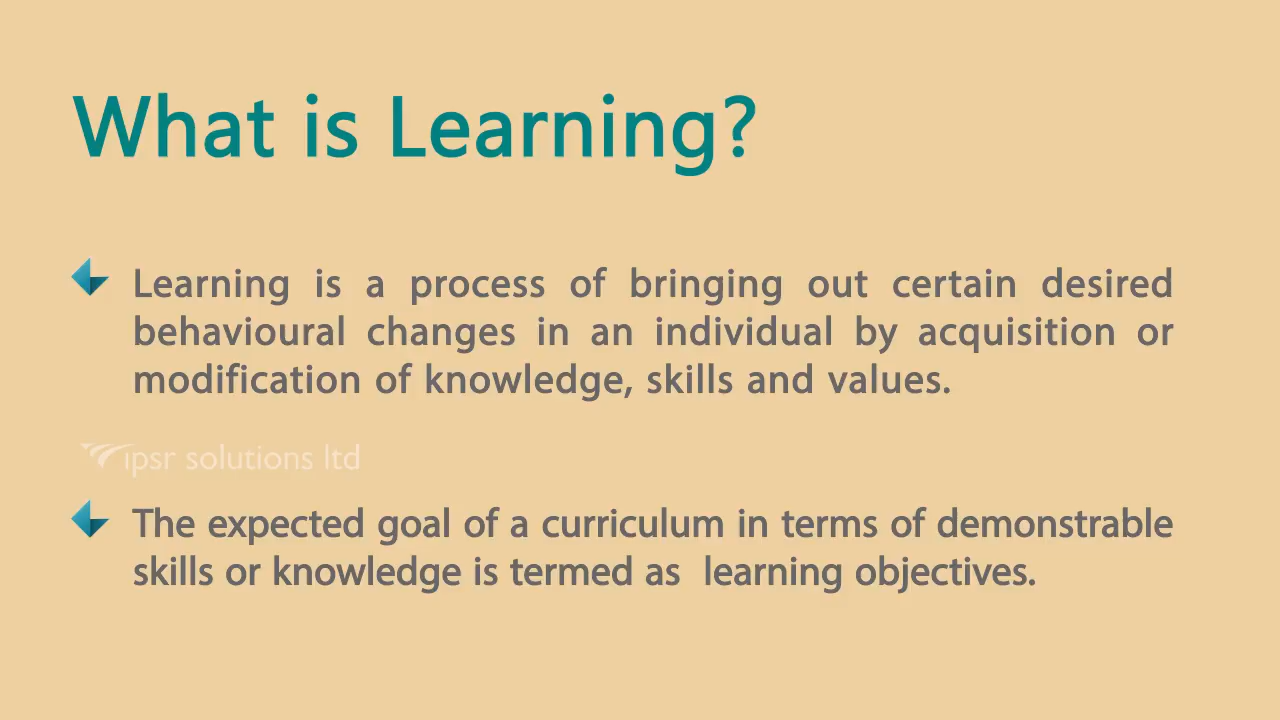 What is Learning?
Learning is a process of bringing out certain desired
behavioural changes in an individual by acquisition or
modification of knowledge, skills and values.
ipsr solutions ltd
The expected goal of a curriculum in terms of demonstrable
skills or knowledge is termed as  learning objectives.